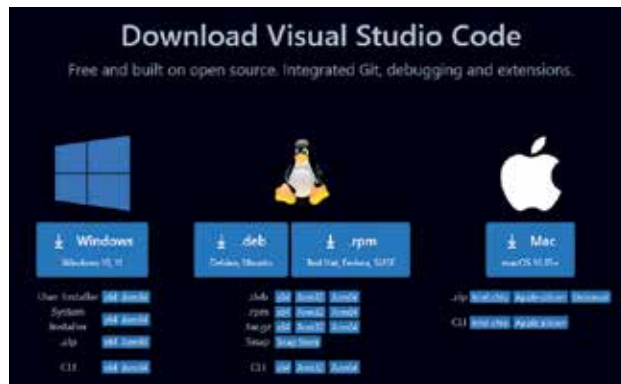 Download Visual Studio Code
Free and built on open source. Integrated Git, debugging and extensions.
Windows
Windows 10, 11
.deb
Debian, Ubuntu
.rpm
Red Hat, Fedora, SUSE
Mac
macOS 10.15+
User Installer x64 Arm64
System Installer x64 Arm64
.zip x64 Arm64
CLI x64 Arm64
.deb x64 Arm32 Arm64
.rpm x64 Arm32 Arm64
.tar.gz x64 Arm32 Arm64
Snap Snap Store
CLI x64 Arm32 Arm64
.zip Intel chip Apple silicon Universal
CLI Intel chip Apple silicon